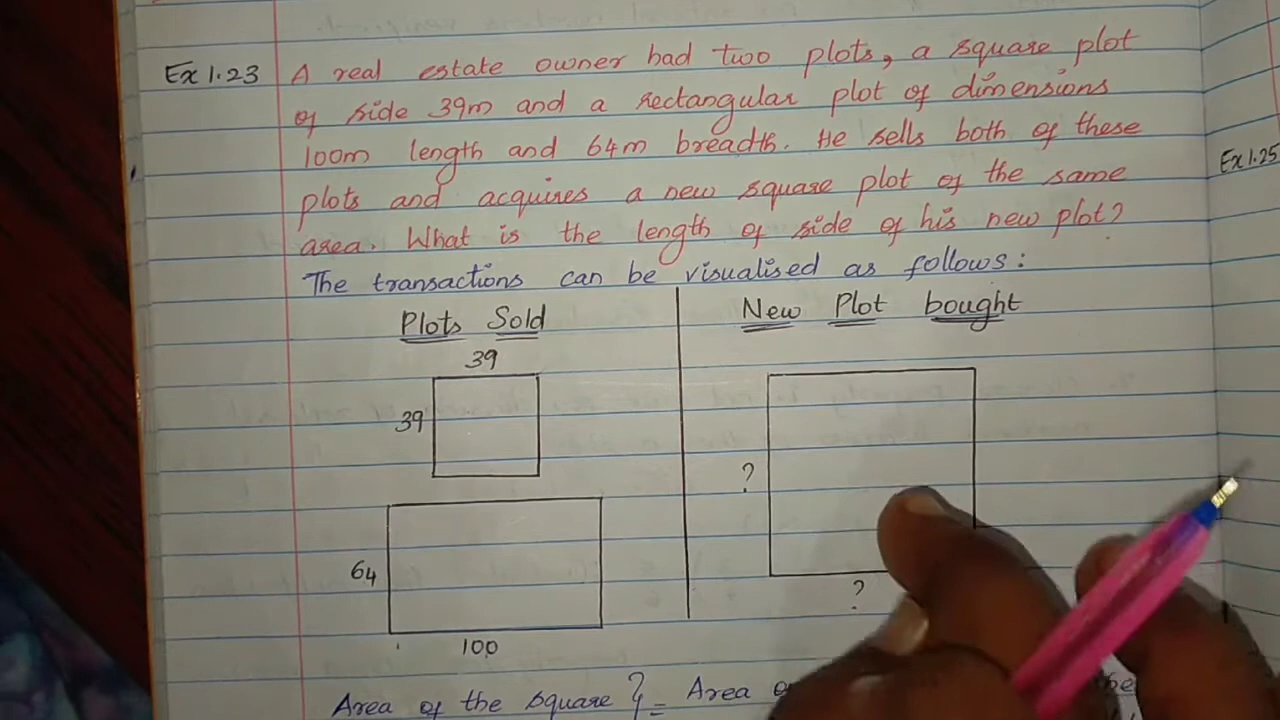 Ex 1.23 A real estate owner had two plots, a square plot
of side 39m and a rectangular plot of dimensions
100m length and 64m breadth. He sells both of these
Ex 1.25
plots and acquires a new square plot of the same
area. What is the length of side of his new plot?
The transactions can be visualised as follows:
Plots Sold
New Plot bought
39
39
?
64
?
100
Area of the square } = Area